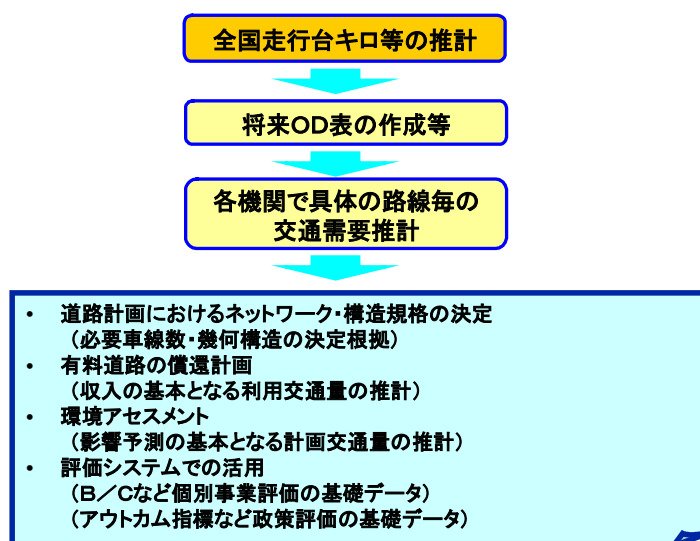 全国走行台キロ等の推計
将来OD表の作成等
各機関で具体の路線毎の
交通需要推計
• 道路計画におけるネットワーク・構造規格の決定
（必要車線数・幾何構造の決定根拠）
• 有料道路の償還計画
（収入の基本となる利用交通量の推計）
• 環境アセスメント
（影響予測の基本となる計画交通量の推計）
• 評価システムでの活用
（Ｂ／Ｃなど個別事業評価の基礎データ）
（アウトカム指標など政策評価の基礎データ）